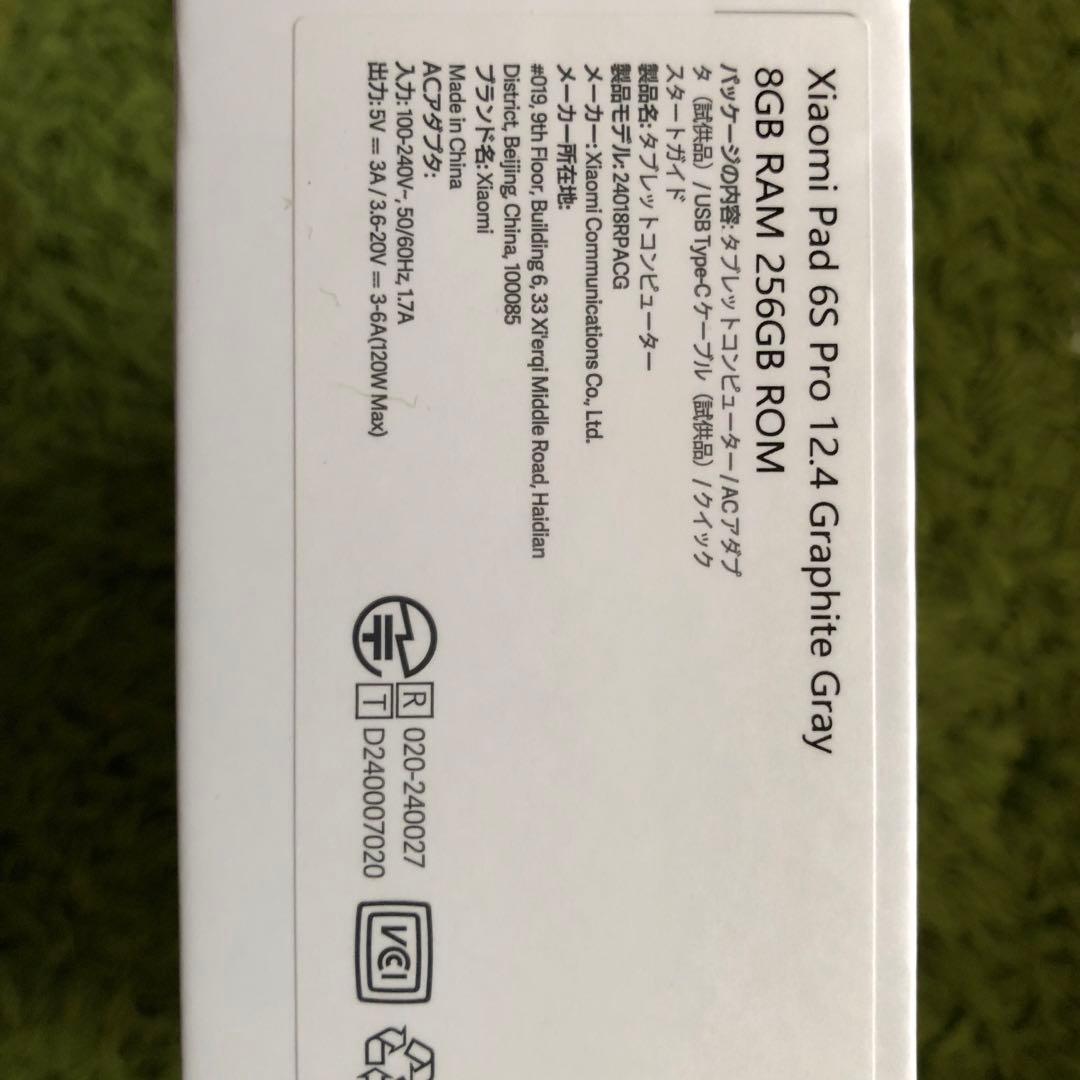 Xiaomi Pad 6S Pro 12.4 Graphite Gray
8GB RAM 256GB ROM
パッケージの内容: タブレットコンピューター / ACアダプ
タ（試供品）/ USB Type-Cケーブル（試供品）/ クイック
スタートガイド
製品名: タブレットコンピューター
製品モデル: 24018RPACG
メーカー: Xiaomi Communications Co., Ltd.
メーカー所在地:
#019, 9th Floor, Building 6, 33 Xi'erqi Middle Road, Haidian
District, Beijing, China, 100085
ブランド名: Xiaomi
Made in China
ACアダプタ:
入力: 100-240V~, 50/60Hz, 1.7A
出力: 5V ⎓ 3A / 3.6-20V ⎓ 3-6A(120W Max)
R 020-240027
T D240007020
VCCI